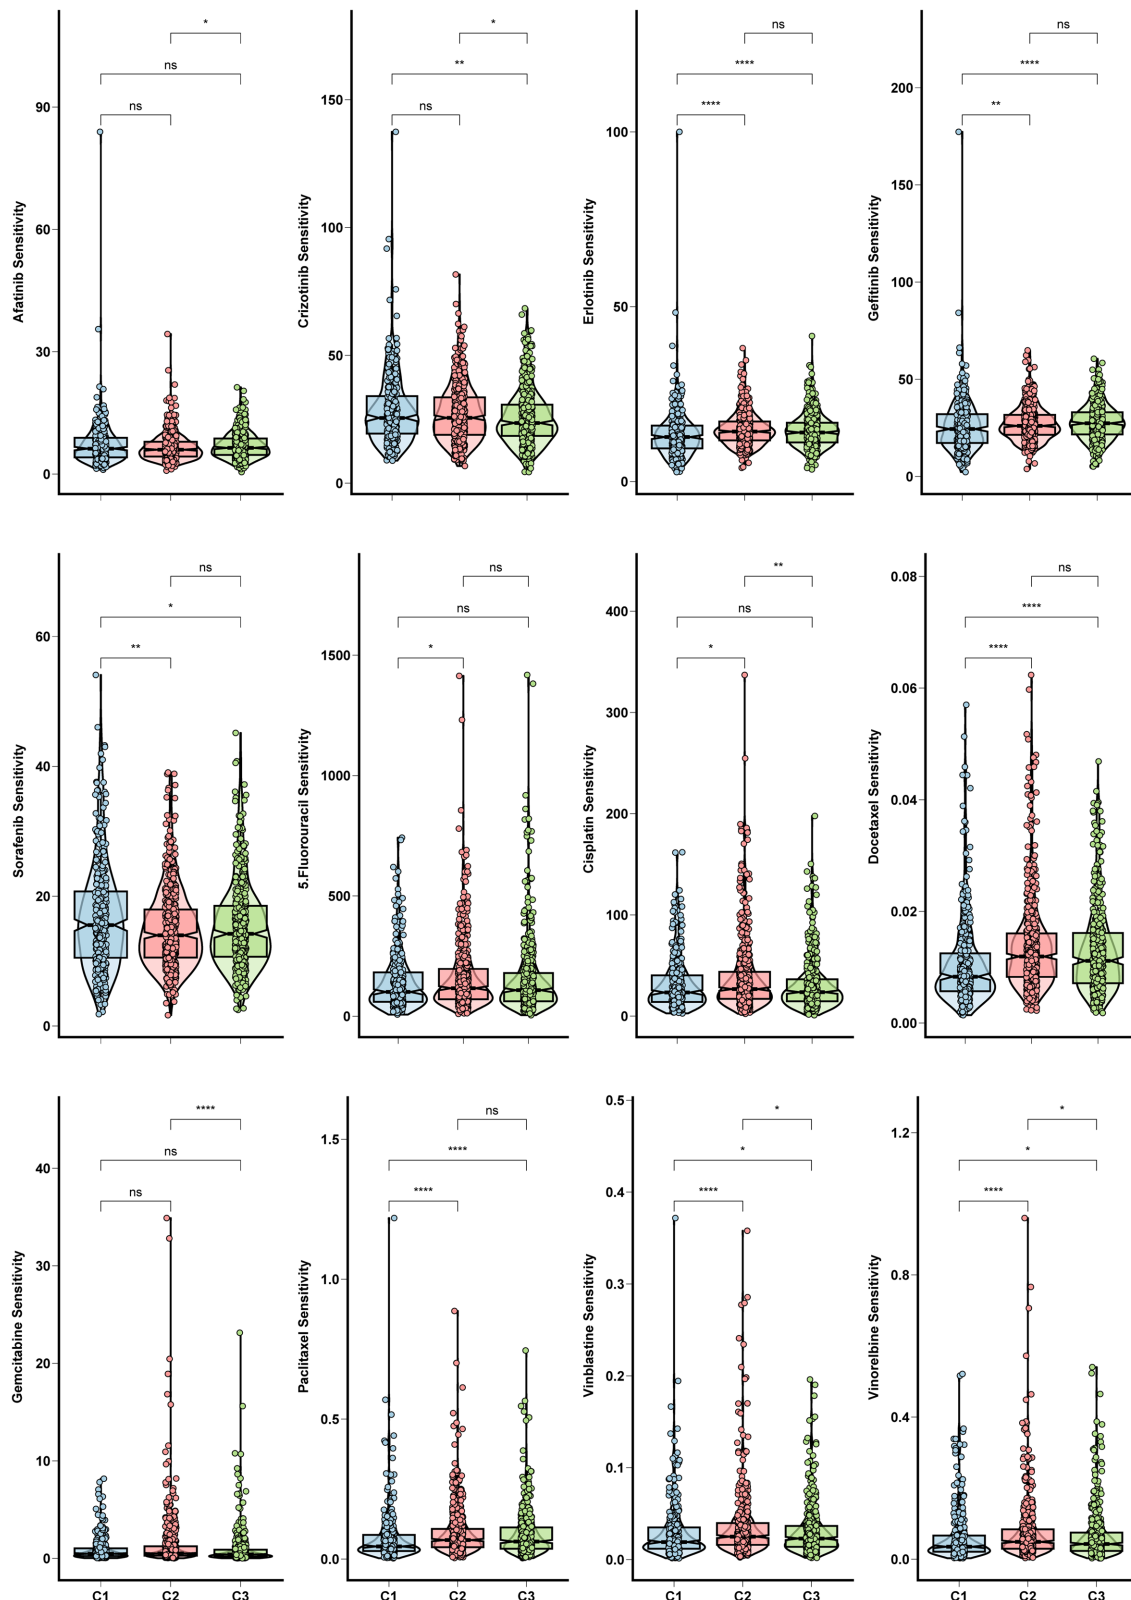 Afatinib Sensitivity
90
60
30
0
ns
ns
*
Crizotinib Sensitivity
150
100
50
0
ns
**
*
Erlotinib Sensitivity
100
50
0
****
****
ns
Gefitinib Sensitivity
200
150
100
50
0
**
****
ns
Sorafenib Sensitivity
60
40
20
0
**
*
ns
5.Fluorouracil Sensitivity
1500
1000
500
0
*
ns
ns
Cisplatin Sensitivity
400
300
200
100
0
*
ns
**
Docetaxel Sensitivity
0.08
0.06
0.04
0.02
0.00
****
****
ns
Gemcitabine Sensitivity
40
30
20
10
0
ns
ns
****
C1 C2 C3
Paclitaxel Sensitivity
1.5
1.0
0.5
0.0
****
****
ns
C1 C2 C3
Vinblastine Sensitivity
0.5
0.4
0.3
0.2
0.1
0.0
****
*
*
C1 C2 C3
Vinorelbine Sensitivity
1.2
0.8
0.4
0.0
****
*
*
C1 C2 C3